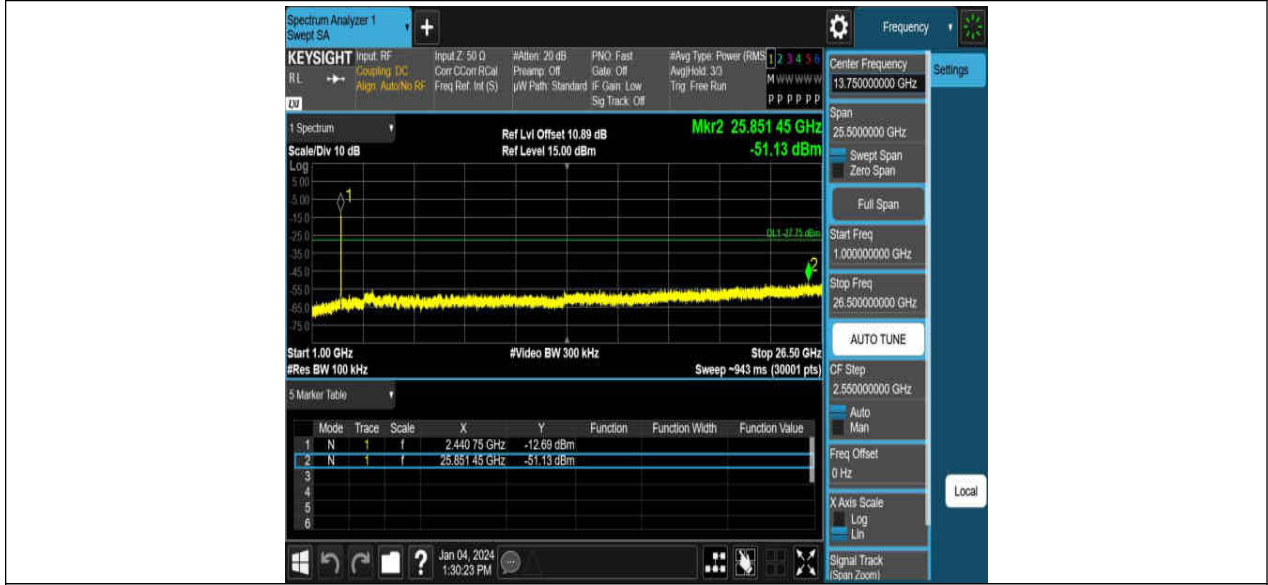 Spectrum Analyzer 1
Swept SA
+
Frequency
KEYSIGHT
RL
LXI
Input: RF
Coupling: DC
Align: Auto/No RF
Input Z: 50 Ω
Corr CCorr RCal
Freq Ref: Int (S)
#Atten: 20 dB
Preamp: Off
µW Path: Standard
PNO: Fast
Gate: Off
IF Gain: Low
Sig Track: Off
#Avg Type: Power (RMS
Avg|Hold: 3/3
Trig: Free Run
1 2 3 4 5 6
M W W W W W
P P P P P P
Center Frequency
13.750000000 GHz
Settings
Span
25.5000000 GHz
Swept Span
Zero Span
Full Span
Start Freq
1.000000000 GHz
Stop Freq
26.500000000 GHz
AUTO TUNE
CF Step
2.550000000 GHz
Auto
Man
Freq Offset
0 Hz
X Axis Scale
Log
Lin
Signal Track
(Span Zoom)
Local
1 Spectrum
Scale/Div 10 dB
Ref Lvl Offset 10.89 dB
Ref Level 15.00 dBm
Mkr2 25.851 45 GHz
-51.13 dBm
Log
5.00
-5.00
-15.0
-25.0
-35.0
-45.0
-55.0
-65.0
-75.0
1
DL1 -27.75 dBm
2
Start 1.00 GHz
#Res BW 100 kHz
#Video BW 300 kHz
Stop 26.50 GHz
Sweep ~943 ms (30001 pts)
5 Marker Table
Mode Trace Scale X Y Function Function Width Function Value
1 N 1 f 2.440 75 GHz -12.69 dBm
2 N 1 f 25.851 45 GHz -51.13 dBm
3
4
5
6
?
Jan 04, 2024
1:30:23 PM